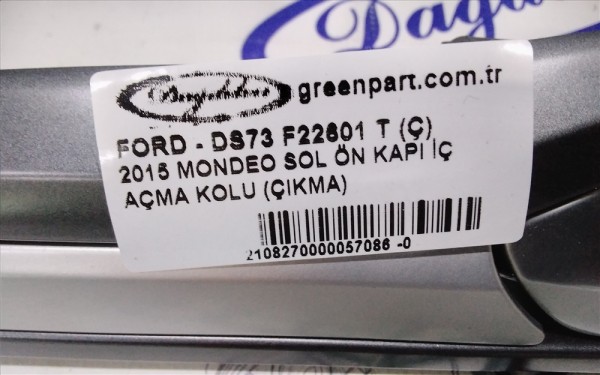 greenpart.com.tr
FORD - DS73 F22601 T (Ç)
2015 MONDEO SOL ÖN KAPI İÇ
AÇMA KOLU (ÇIKMA)
2108270000057086 -0